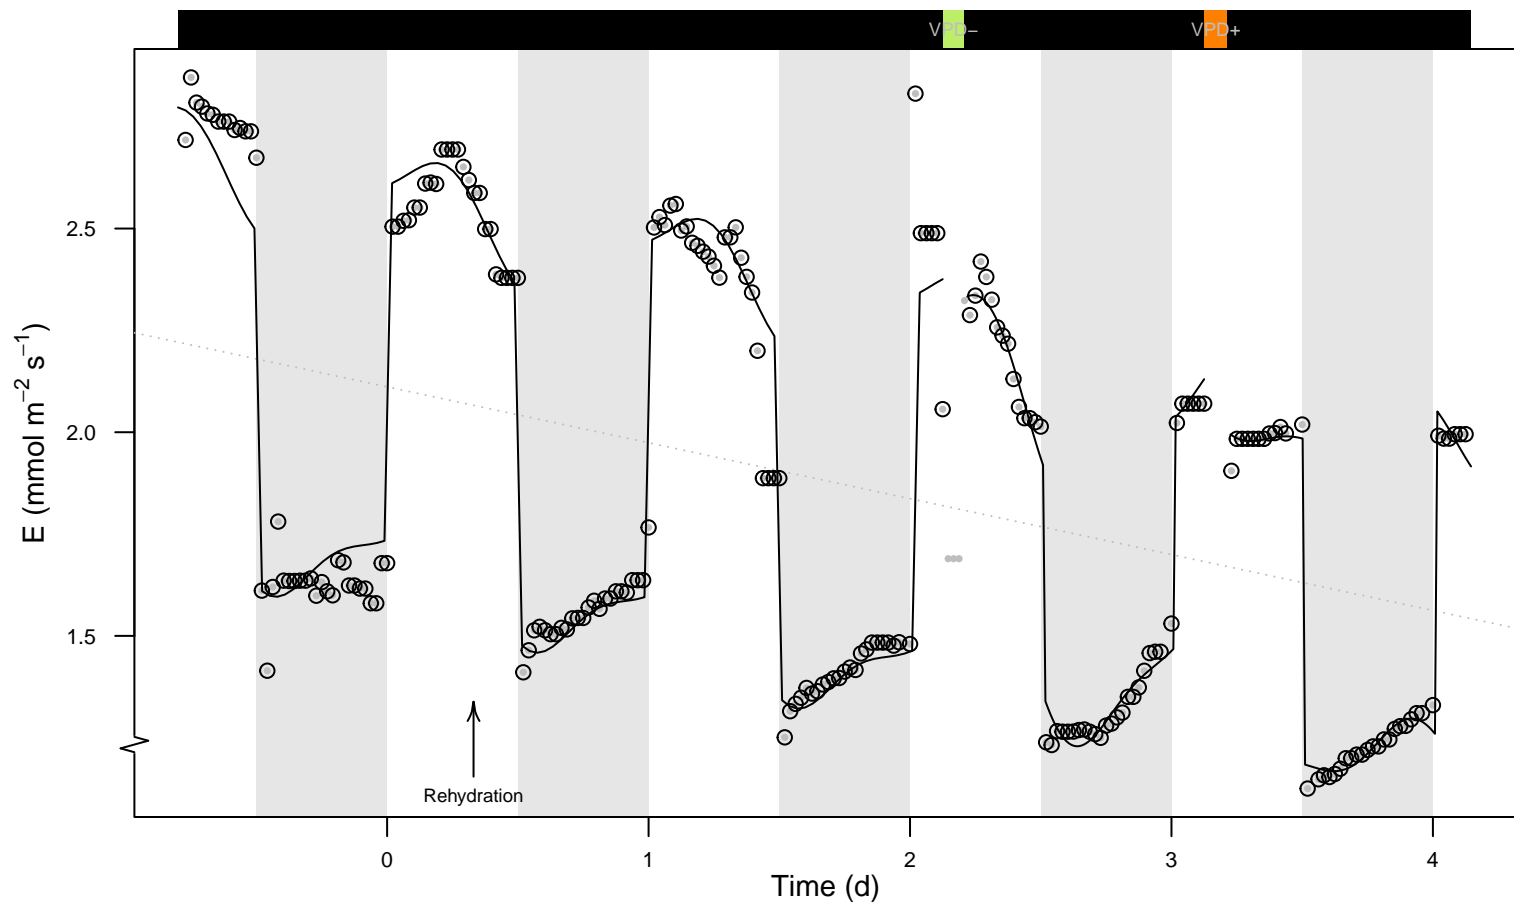 VPD− VPD+
2.5
2.0
1.5
E (mmol m⁻² s⁻¹)
Rehydration
0 1 2 3 4
Time (d)